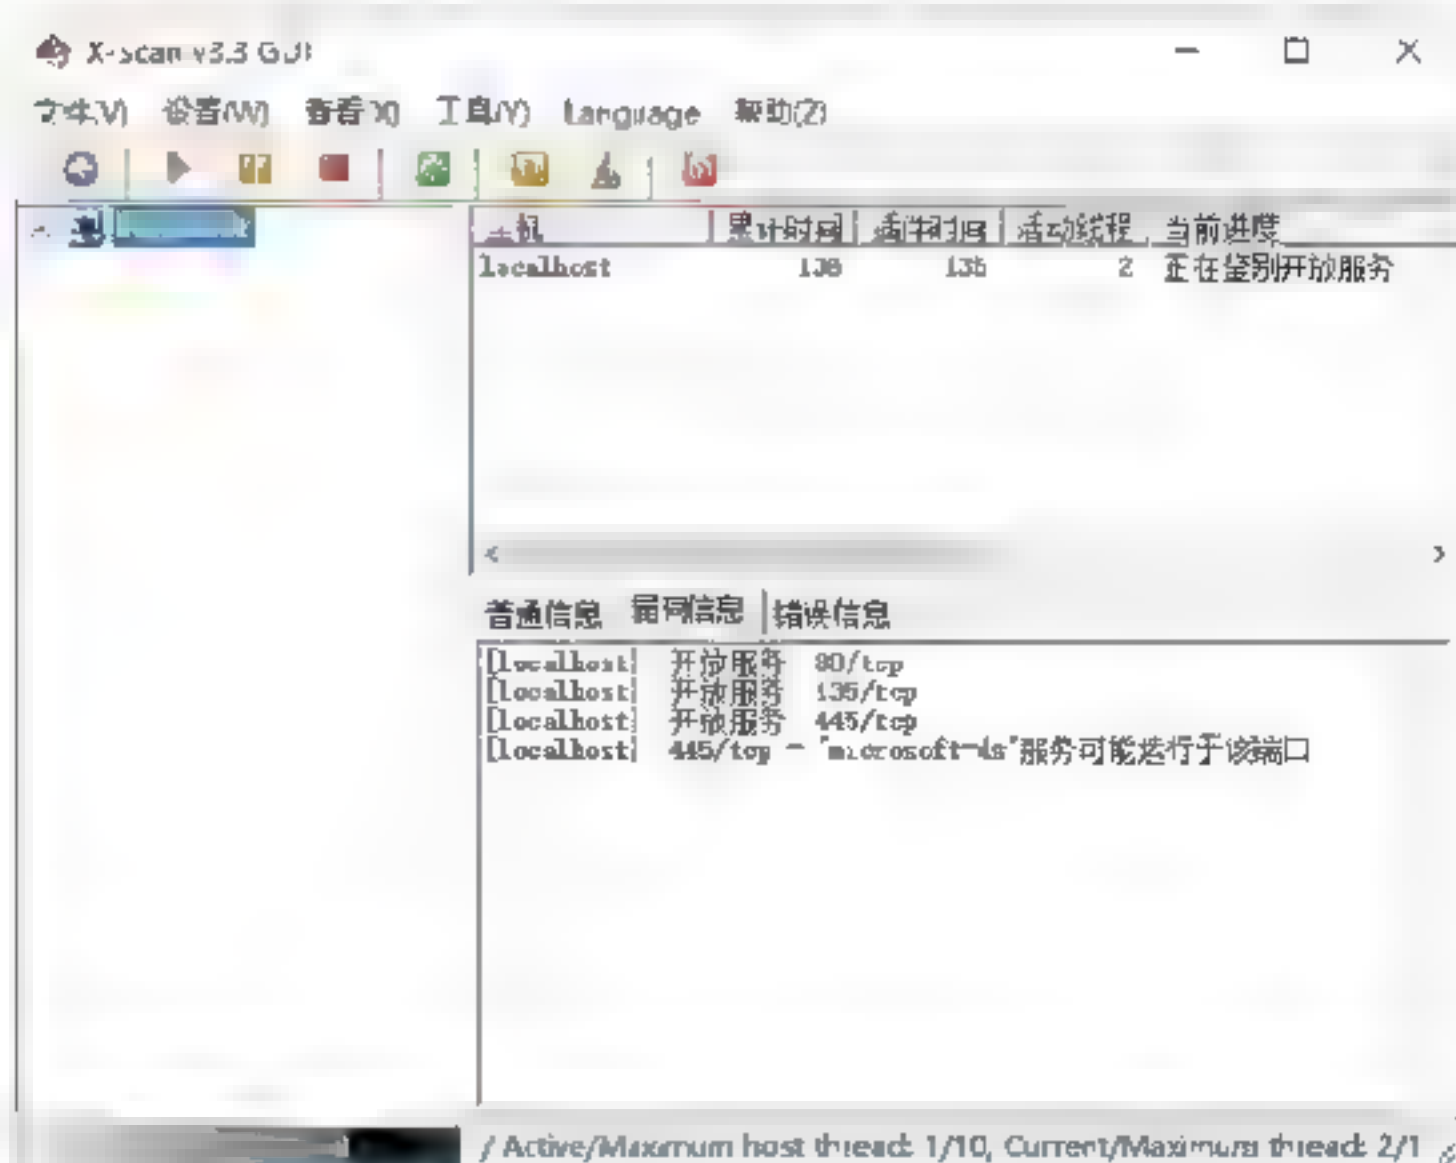 X-Scan v3.3 GUI
文件(V) 设置(W) 查看(X) 工具(Y) Language 帮助(Z)
主机 累计时间 插件时间 活动线程 当前进度
localhost 138 135 2 正在鉴别开放服务
普通信息 漏洞信息 错误信息
[localhost] 开放服务 80/tcp
[localhost] 开放服务 135/tcp
[localhost] 开放服务 445/tcp
[localhost] 445/tcp - "microsoft-ds"服务可能运行于该端口
/ Active/Maximum host thread: 1/10, Current/Maximum thread: 2/1